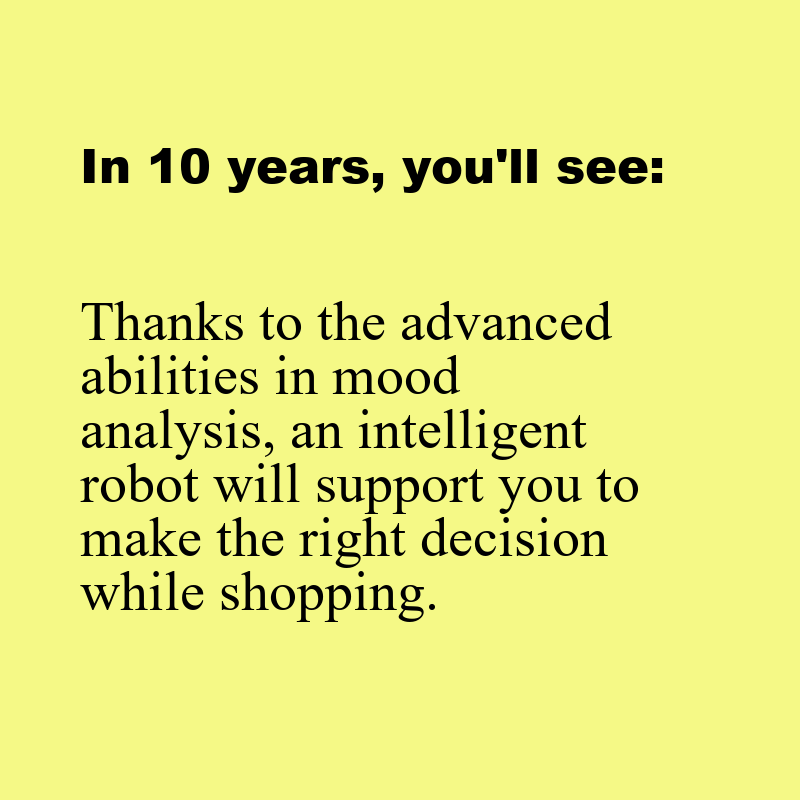 In 10 years, you'll see:
Thanks to the advanced
abilities in mood
analysis, an intelligent
robot will support you to
make the right decision
while shopping.